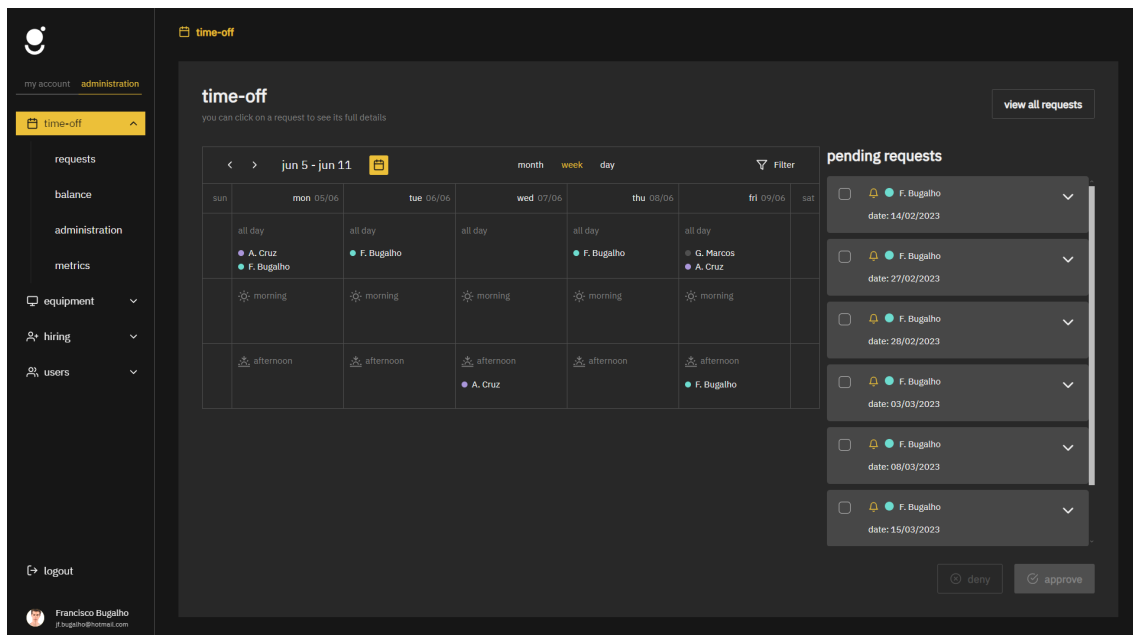 time-off
my account administration
time-off
requests
balance
administration
metrics
equipment
hiring
users
logout
Francisco Bugalho
jf.bugalho@hotmail.com
time-off
you can click on a request to see its full details
view all requests
jun 5 - jun 11
month week day
Filter
sun mon 05/06 tue 06/06 wed 07/06 thu 08/06 fri 09/06 sat
all day all day all day all day all day
A. Cruz F. Bugalho F. Bugalho G. Marcos
F. Bugalho A. Cruz
morning morning morning morning morning
afternoon afternoon afternoon afternoon afternoon
A. Cruz F. Bugalho
pending requests
F. Bugalho
date: 14/02/2023
F. Bugalho
date: 27/02/2023
F. Bugalho
date: 28/02/2023
F. Bugalho
date: 03/03/2023
F. Bugalho
date: 08/03/2023
F. Bugalho
date: 15/03/2023
deny approve